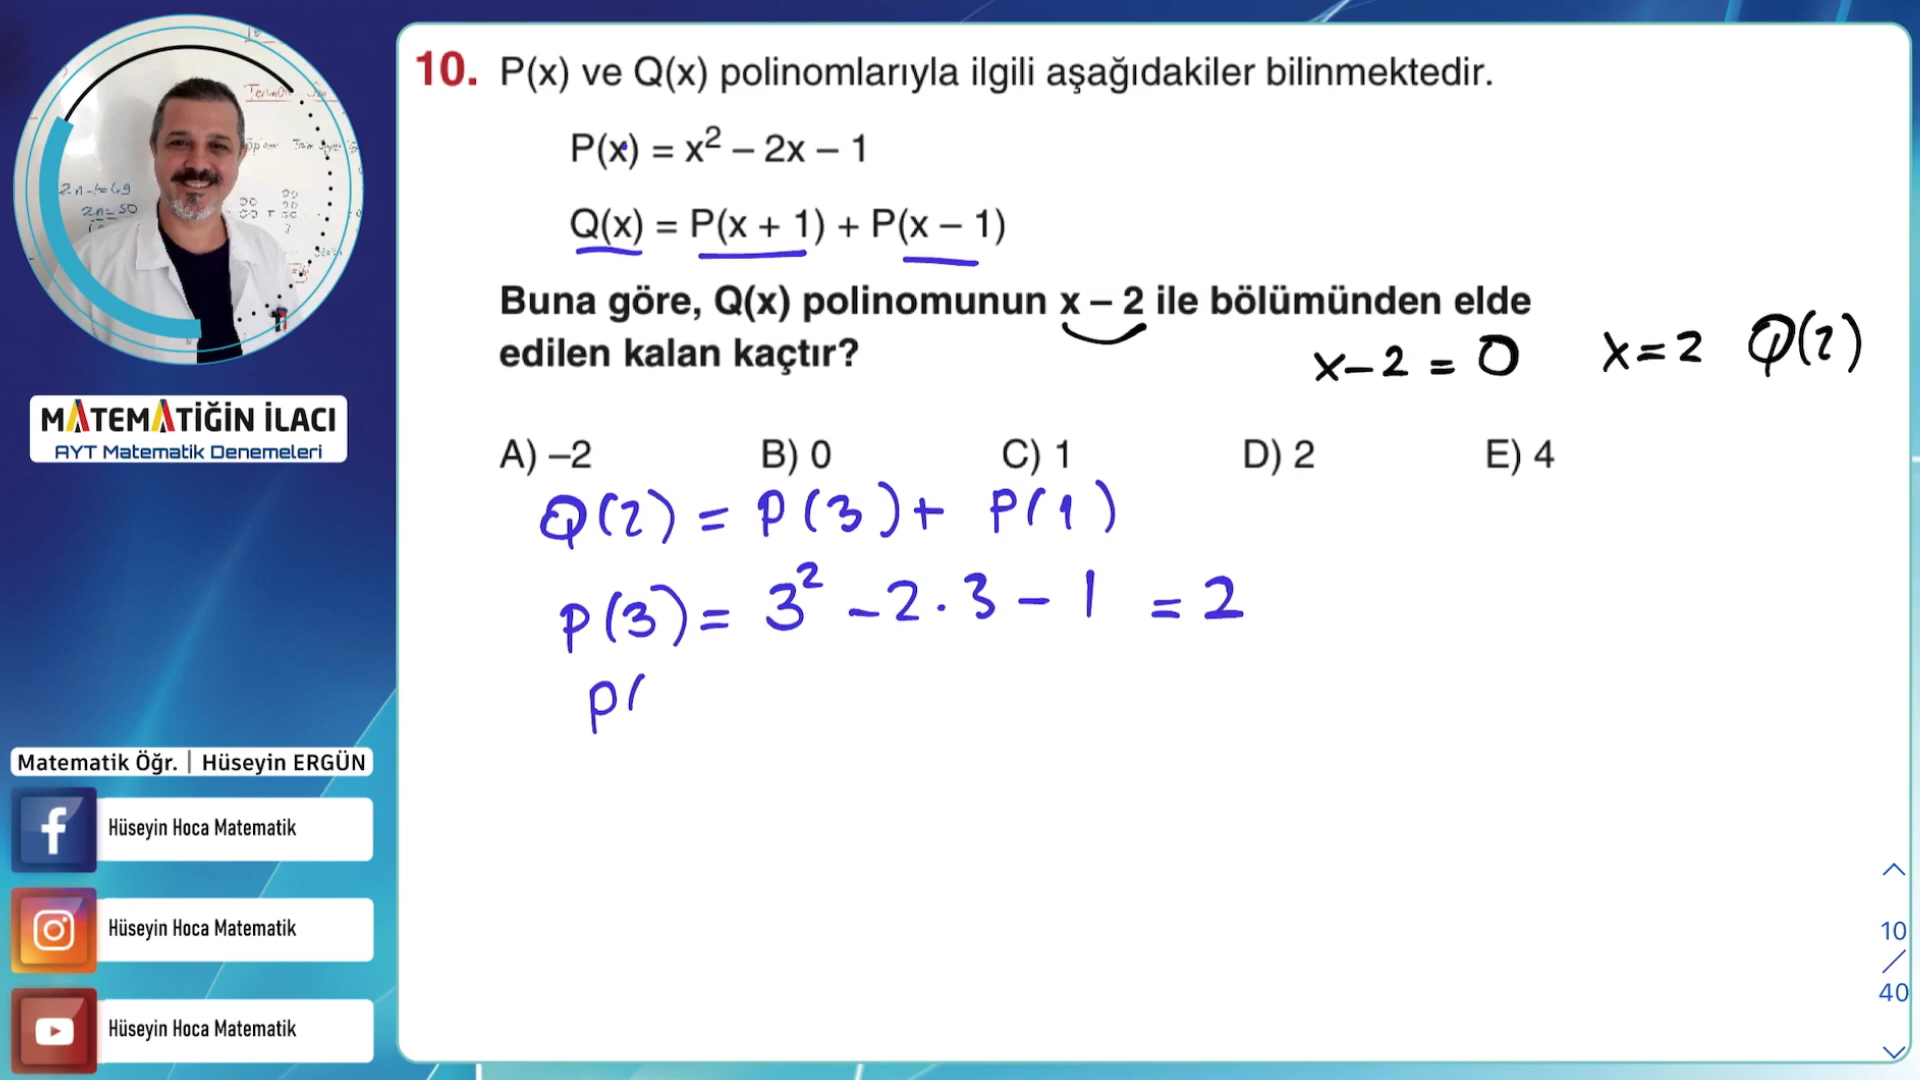 10. P(x) ve Q(x) polinomlarıyla ilgili aşağıdakiler bilinmektedir.
P(x) = x² – 2x – 1
Q(x) = P(x + 1) + P(x – 1)
Buna göre, Q(x) polinomunun x – 2 ile bölümünden elde
edilen kalan kaçtır?
x – 2 = 0 x = 2 Q(2)
A) –2 B) 0 C) 1 D) 2 E) 4
Q(2) = P(3) + P(1)
P(3) = 3² – 2 . 3 – 1 = 2
P(
MATEMATİĞİN İLACI
AYT Matematik Denemeleri
Matematik Öğr. | Hüseyin ERGÜN
Hüseyin Hoca Matematik
Hüseyin Hoca Matematik
Hüseyin Hoca Matematik
10
/
40